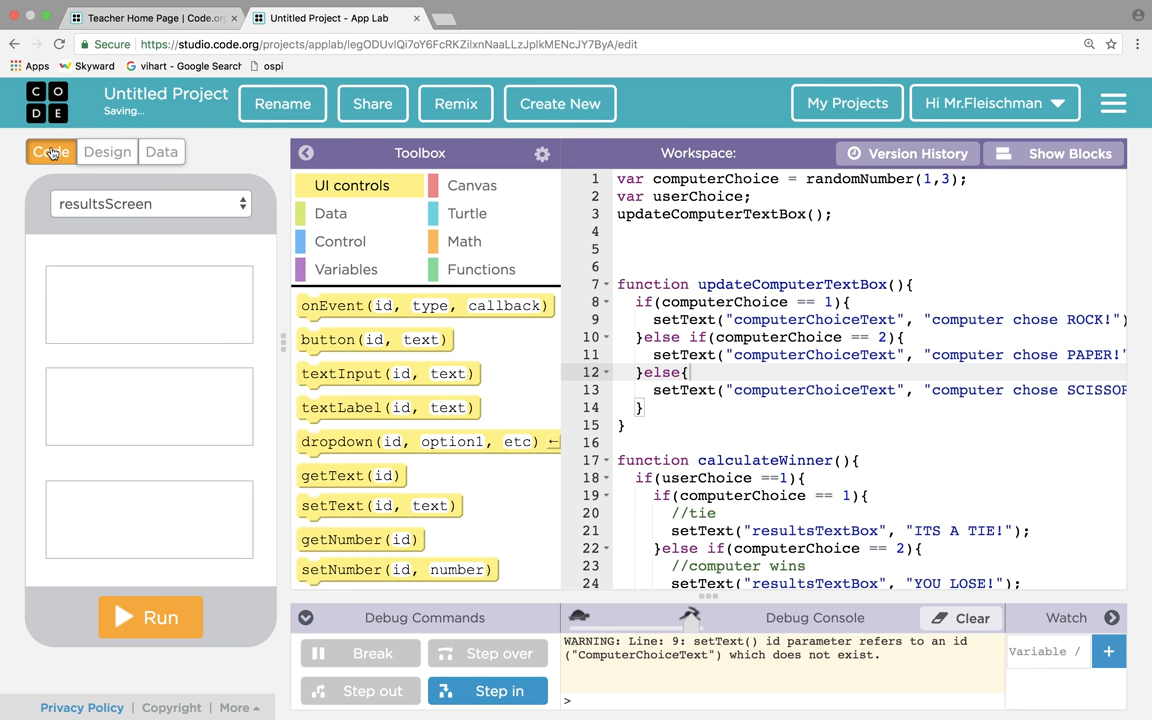 Teacher Home Page | Code.or
Untitled Project - App Lab
Secure
https://studio.code.org/projects/applab/legODUvlQi7oY6FcRKZilxnNaaLLzJplkMENcJY7ByA/edit
Apps Skyward vihart - Google Search ospi
C O D E
Untitled Project
Saving...
Rename
Share
Remix
Create New
My Projects
Hi Mr.Fleischman
Code
Design
Data
resultsScreen
Run
Toolbox
UI controls
Canvas
Data
Turtle
Control
Math
Variables
Functions
onEvent(id, type, callback)
button(id, text)
textInput(id, text)
textLabel(id, text)
dropdown(id, option1, etc) ←
getText(id)
setText(id, text)
getNumber(id)
setNumber(id, number)
Workspace:
Version History
Show Blocks
1 var computerChoice = randomNumber(1,3);
2 var userChoice;
3 updateComputerTextBox();
4
5
6
7 function updateComputerTextBox(){
8 if(computerChoice == 1){
9 setText("computerChoiceText", "computer chose ROCK!")
10 }else if(computerChoice == 2){
11 setText("computerChoiceText", "computer chose PAPER!"
12 }else{
13 setText("computerChoiceText", "computer chose SCISSOR
14 }
15 }
16
17 function calculateWinner(){
18 if(userChoice ==1){
19 if(computerChoice == 1){
20 //tie
21 setText("resultsTextBox", "ITS A TIE!");
22 }else if(computerChoice == 2){
23 //computer wins
24 setText("resultsTextBox", "YOU LOSE!");
Debug Commands
Break
Step over
Step out
Step in
Debug Console
Clear
Watch
WARNING: Line: 9: setText() id parameter refers to an id
("ComputerChoiceText") which does not exist.
>
Variable /
+
Privacy Policy | Copyright | More